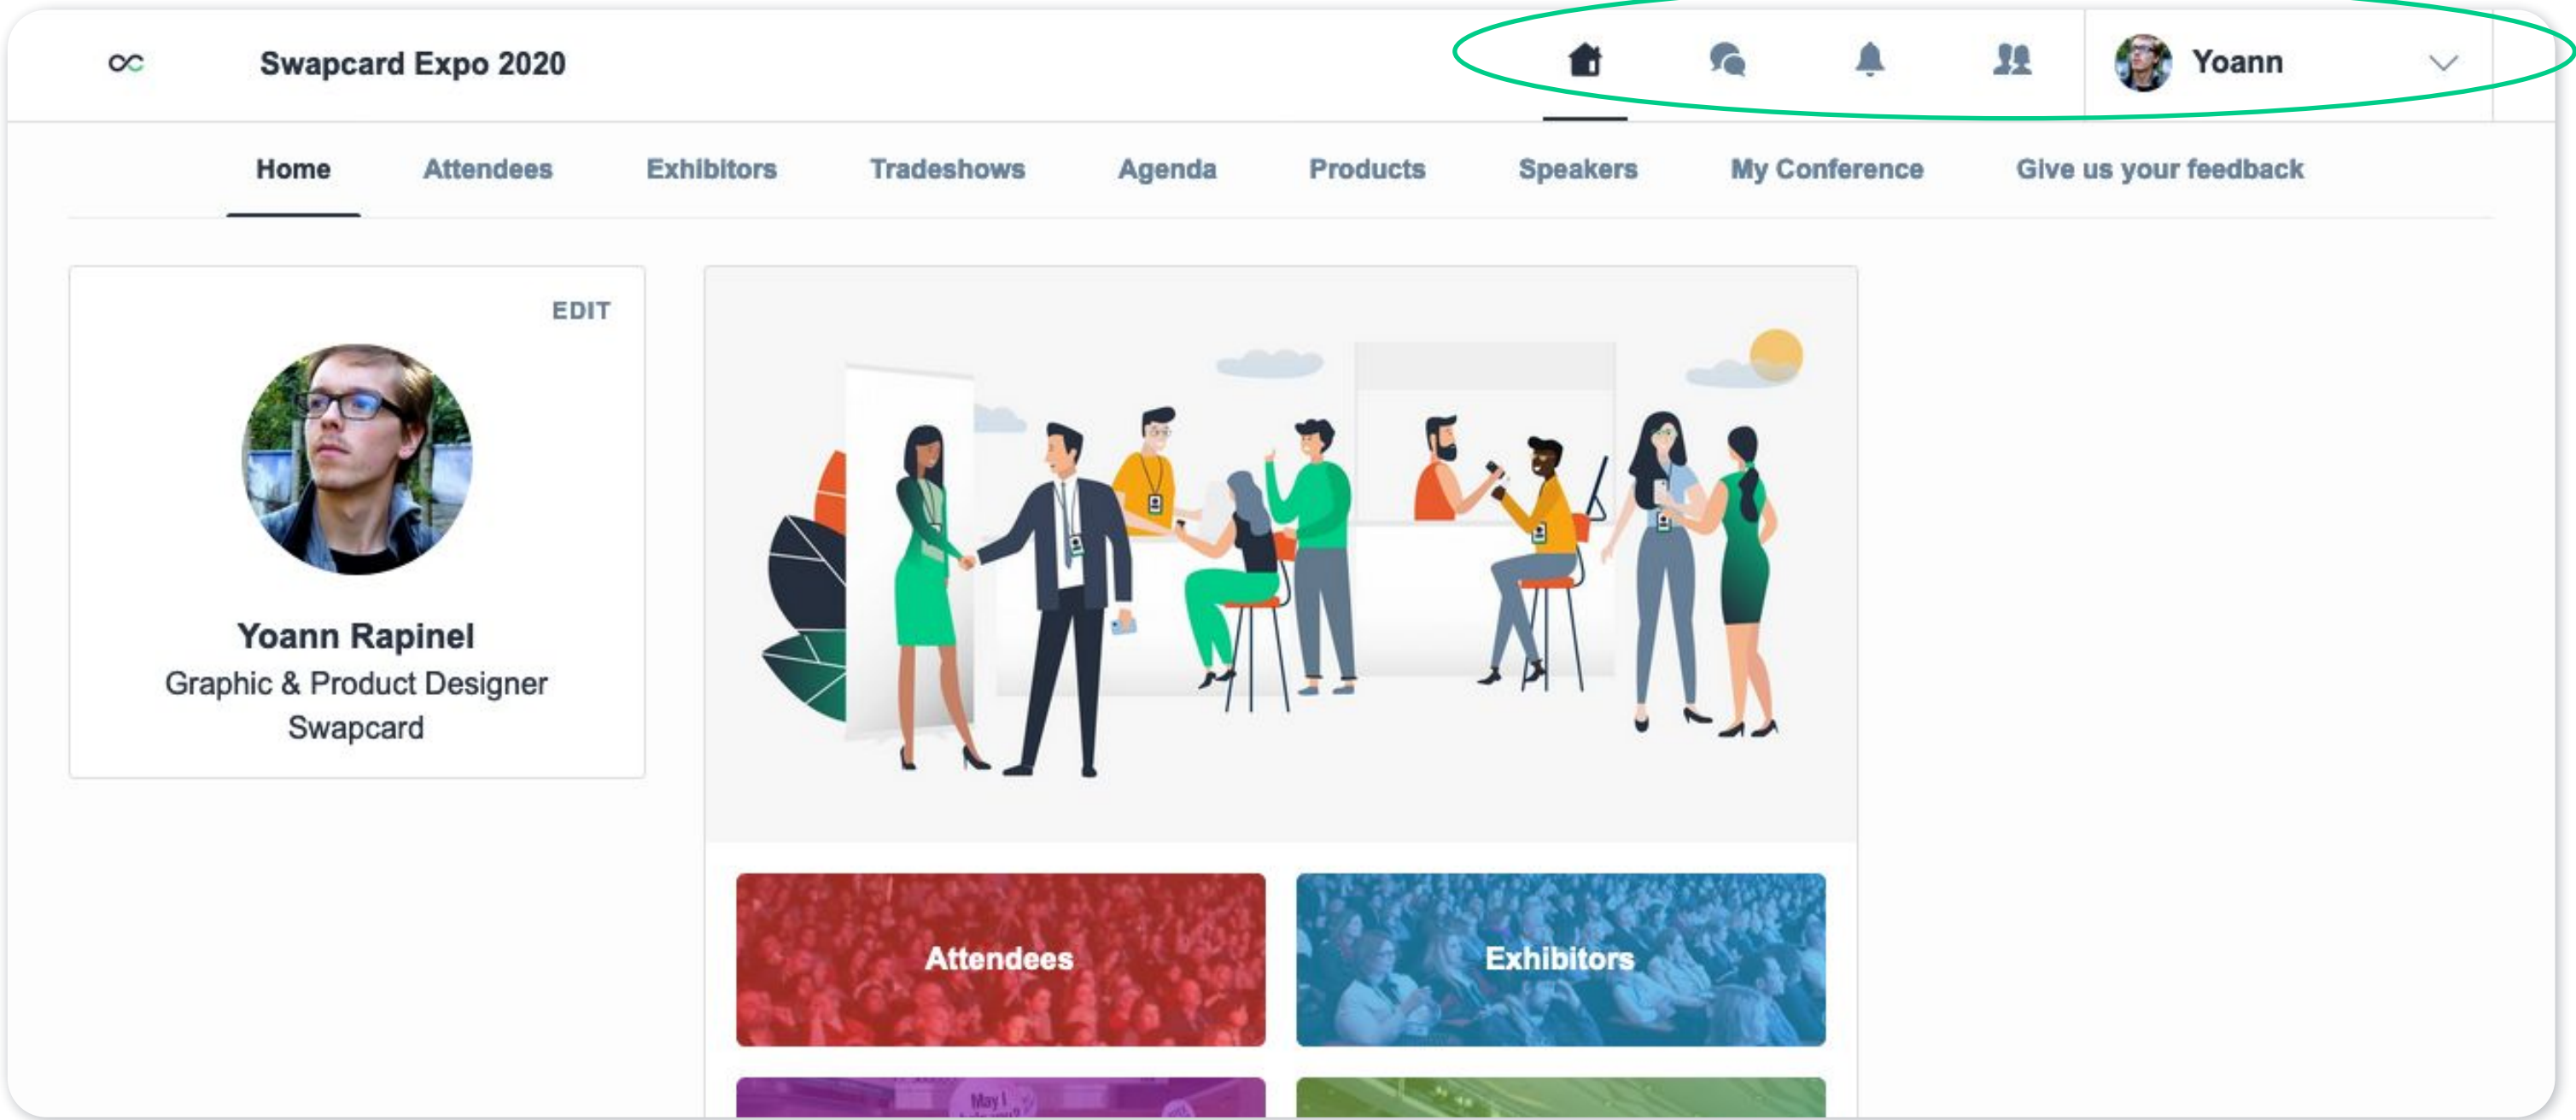 Swapcard Expo 2020
Yoann
Home Attendees Exhibitors Tradeshows Agenda Products Speakers My Conference Give us your feedback
EDIT
Yoann Rapinel
Graphic & Product Designer
Swapcard
Attendees
Exhibitors
May I